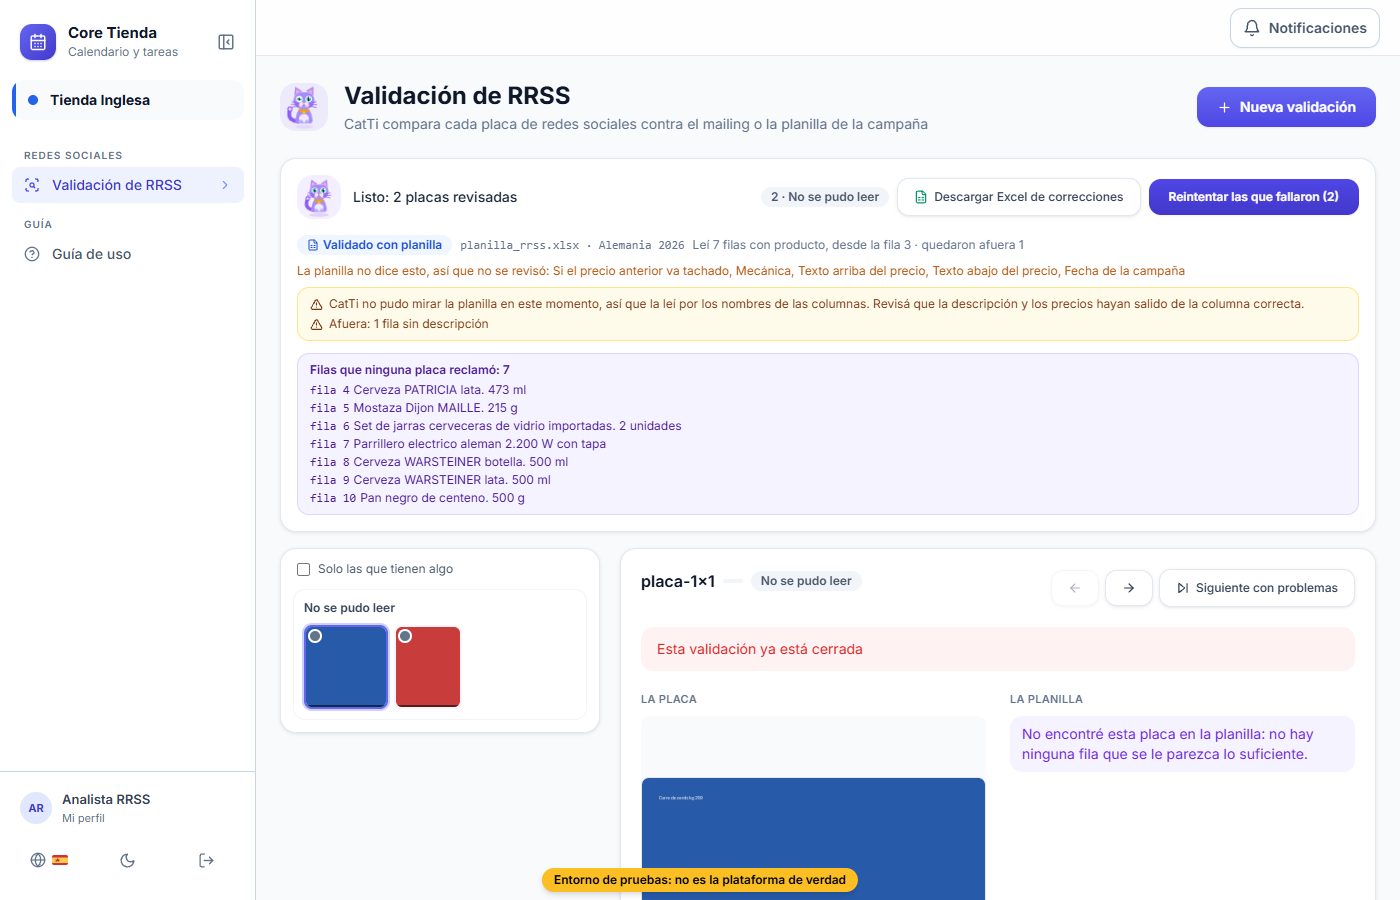 Core Tienda
Calendario y tareas
Tienda Inglesa
REDES SOCIALES
Validación de RRSS
GUÍA
Guía de uso
AR
Analista RRSS
Mi perfil
Notificaciones
Validación de RRSS
CatTi compara cada placa de redes sociales contra el mailing o la planilla de la campaña
Nueva validación
Listo: 2 placas revisadas
2 · No se pudo leer
Descargar Excel de correcciones
Reintentar las que fallaron (2)
Validado con planilla planilla_rrss.xlsx · Alemania 2026 Leí 7 filas con producto, desde la fila 3 · quedaron afuera 1
La planilla no dice esto, así que no se revisó: Si el precio anterior va tachado, Mecánica, Texto arriba del precio, Texto abajo del precio, Fecha de la campaña
CatTi no pudo mirar la planilla en este momento, así que la leí por los nombres de las columnas. Revisá que la descripción y los precios hayan salido de la columna correcta.
Afuera: 1 fila sin descripción
Filas que ninguna placa reclamó: 7
fila 4 Cerveza PATRICIA lata. 473 ml
fila 5 Mostaza Dijon MAILLE. 215 g
fila 6 Set de jarras cerveceras de vidrio importadas. 2 unidades
fila 7 Parrillero electrico aleman 2.200 W con tapa
fila 8 Cerveza WARSTEINER botella. 500 ml
fila 9 Cerveza WARSTEINER lata. 500 ml
fila 10 Pan negro de centeno. 500 g
Solo las que tienen algo
No se pudo leer
placa-1×1
No se pudo leer
Siguiente con problemas
Esta validación ya está cerrada
LA PLACA
LA PLANILLA
No encontré esta placa en la planilla: no hay
ninguna fila que se le parezca lo suficiente.
Entorno de pruebas: no es la plataforma de verdad